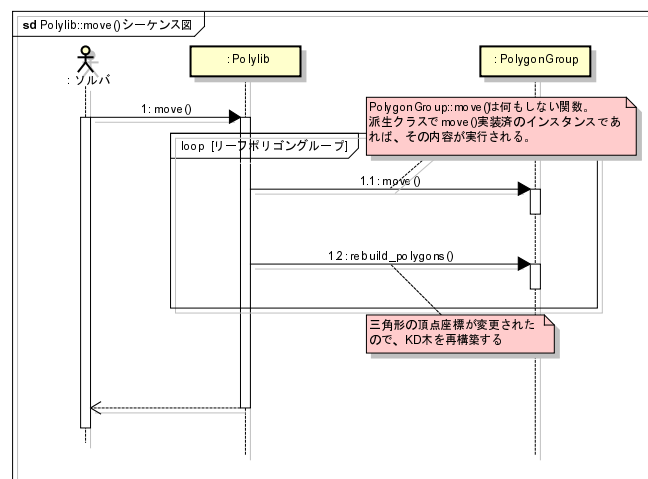 sd Polylib::move()シーケンス図
: ソルバ
: Polylib
: PolygonGroup
1: move()
PolygonGroup::move()は何もしない関数。
派生クラスでmove()実装済のインスタンスであ
れば、その内容が実行される。
loop [リーフポリゴングループ]
1.1: move()
1.2: rebuild_polygons()
三角形の頂点座標が変更された
ので、KD木を再構築する